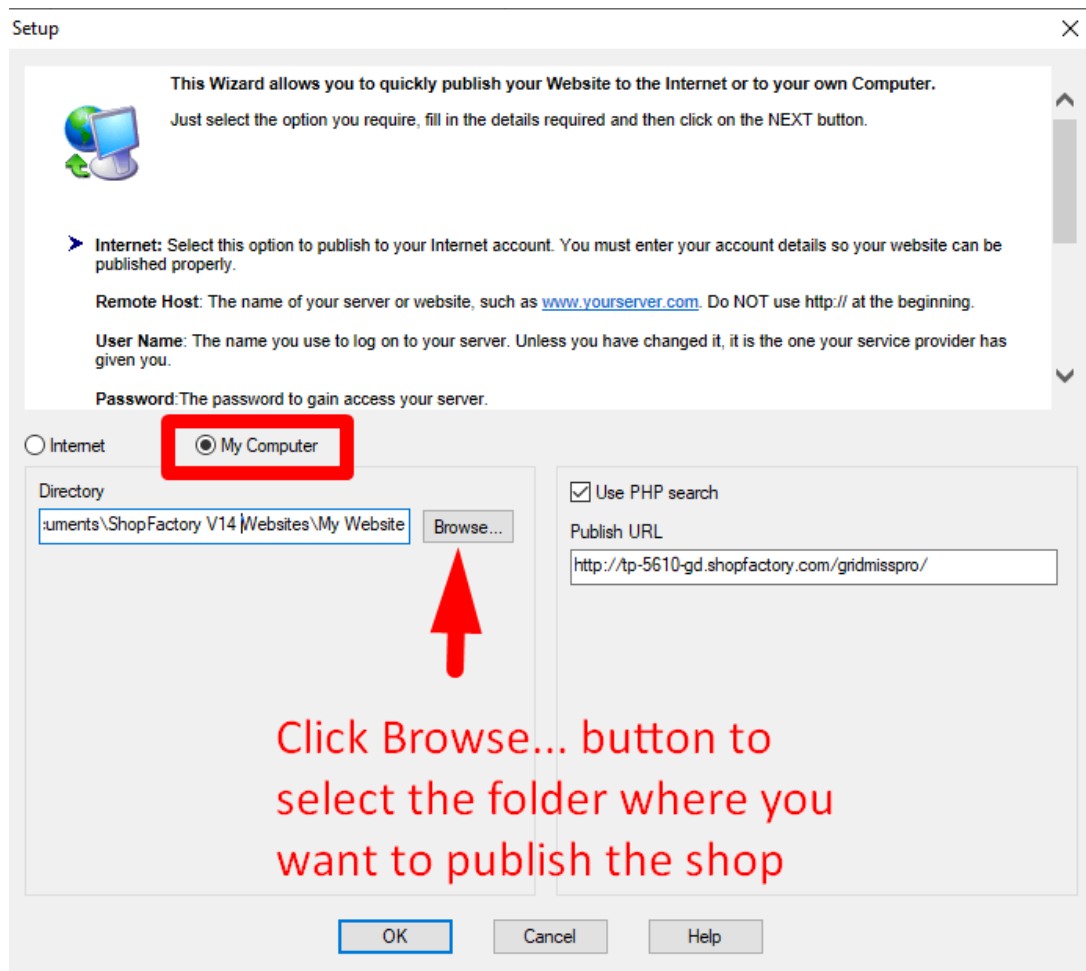 Setup
This Wizard allows you to quickly publish your Website to the Internet or to your own Computer.
Just select the option you require, fill in the details required and then click on the NEXT button.
Internet: Select this option to publish to your Internet account. You must enter your account details so your website can be
published properly.
Remote Host: The name of your server or website, such as www.yourserver.com. Do NOT use http:// at the beginning.
User Name: The name you use to log on to your server. Unless you have changed it, it is the one your service provider has
given you.
Password:The password to gain access your server.
Internet
My Computer
Directory
:uments\ShopFactory V14 Websites\My Website
Browse...
Use PHP search
Publish URL
http://tp-5610-gd.shopfactory.com/gridmisspro/
Click Browse... button to
select the folder where you
want to publish the shop
OK
Cancel
Help